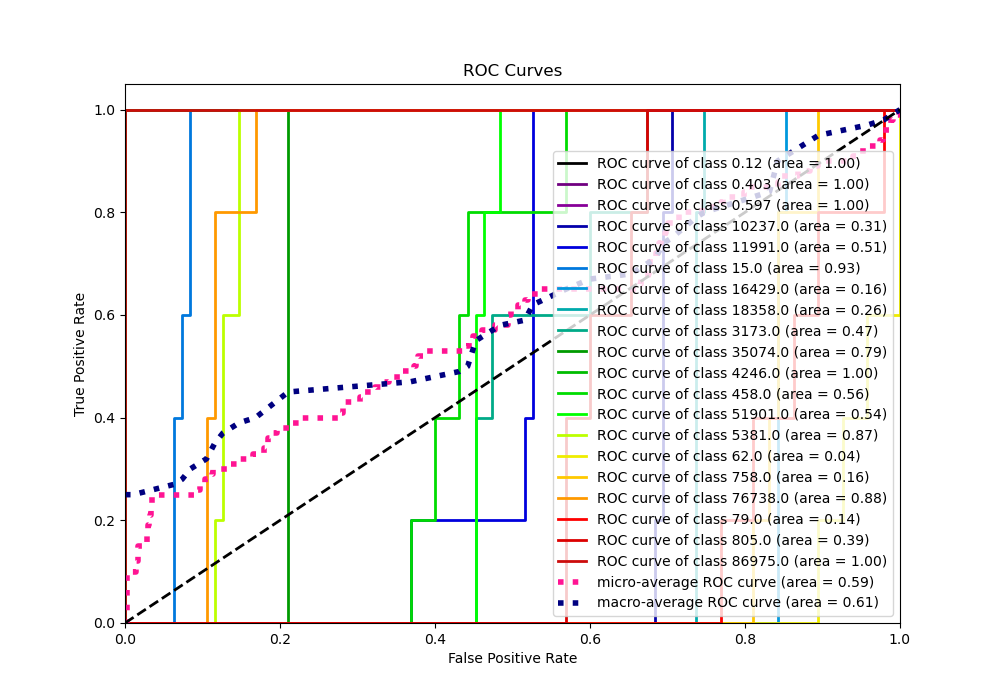 ROC Curves
True Positive Rate
1.0
0.8
0.6
0.4
0.2
0.0
ROC curve of class 0.12 (area = 1.00)
ROC curve of class 0.403 (area = 1.00)
ROC curve of class 0.597 (area = 1.00)
ROC curve of class 10237.0 (area = 0.31)
ROC curve of class 11991.0 (area = 0.51)
ROC curve of class 15.0 (area = 0.93)
ROC curve of class 16429.0 (area = 0.16)
ROC curve of class 18358.0 (area = 0.26)
ROC curve of class 3173.0 (area = 0.47)
ROC curve of class 35074.0 (area = 0.79)
ROC curve of class 4246.0 (area = 1.00)
ROC curve of class 458.0 (area = 0.56)
ROC curve of class 51901.0 (area = 0.54)
ROC curve of class 5381.0 (area = 0.87)
ROC curve of class 62.0 (area = 0.04)
ROC curve of class 758.0 (area = 0.16)
ROC curve of class 76738.0 (area = 0.88)
ROC curve of class 79.0 (area = 0.14)
ROC curve of class 805.0 (area = 0.39)
ROC curve of class 86975.0 (area = 1.00)
micro-average ROC curve (area = 0.59)
macro-average ROC curve (area = 0.61)
0.0 0.2 0.4 0.6 0.8 1.0
False Positive Rate